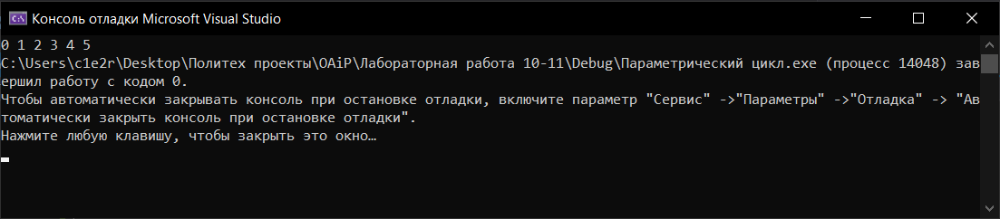 Консоль отладки Microsoft Visual Studio
0 1 2 3 4 5
C:\Users\c1e2r\Desktop\Политех проекты\OAiP\Лабораторная работа 10-11\Debug\Параметрический цикл.exe (процесс 14048) зав
ершил работу с кодом 0.
Чтобы автоматически закрывать консоль при остановке отладки, включите параметр "Сервис" ->"Параметры" ->"Отладка" -> "Ав
томатически закрыть консоль при остановке отладки".
Нажмите любую клавишу, чтобы закрыть это окно…